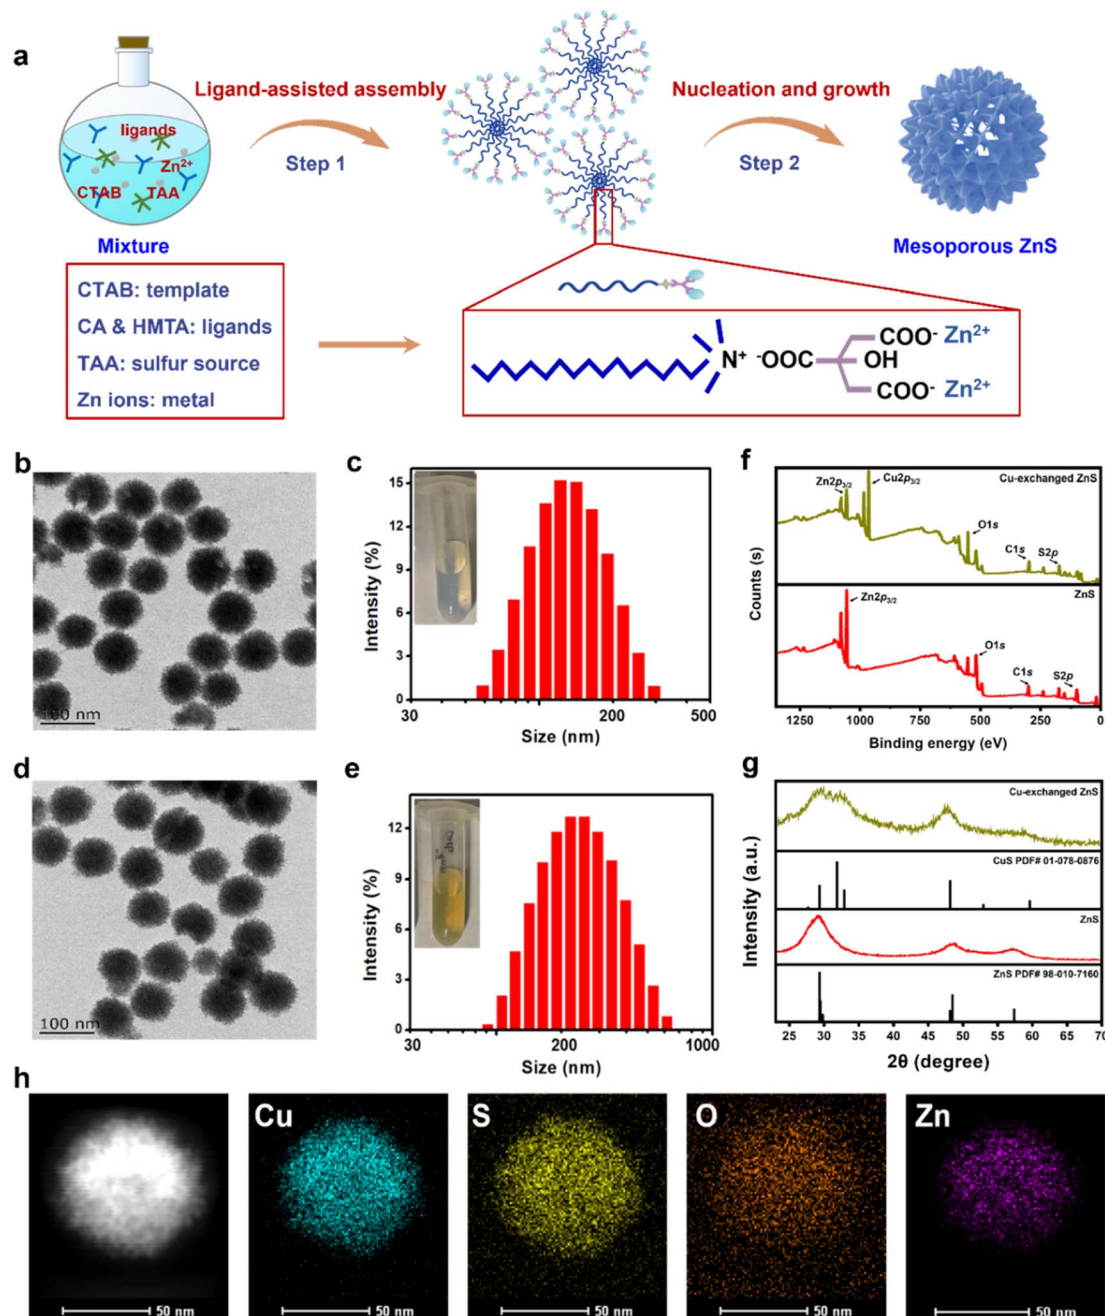 a
ligands
Zn²⁺
CTAB
TAA
Mixture
Ligand-assisted assembly
Step 1
Nucleation and growth
Step 2
Mesoporous ZnS
CTAB: template
CA & HMTA: ligands
TAA: sulfur source
Zn ions: metal
N⁺
⁻OOC
COO⁻ Zn²⁺
OH
COO⁻ Zn²⁺
b
100 nm
c
Intensity (%)
15
12
9
6
3
0
30
200
500
Size (nm)
f
Cu-exchanged ZnS
Zn2p3/2
Cu2p3/2
O1s
C1s
S2p
ZnS
Zn2p3/2
O1s
C1s
S2p
Counts (s)
1250
1000
750
500
250
0
Binding energy (eV)
d
100 nm
e
Intensity (%)
12
9
6
3
0
30
200
1000
Size (nm)
g
Cu-exchanged ZnS
CuS PDF# 01-078-0876
ZnS
ZnS PDF# 98-010-7160
Intensity (a.u.)
25 29 35 40 45 50 55 60 65 70
2θ (degree)
h
Cu
S
O
Zn
50 nm
50 nm
50 nm
50 nm
50 nm